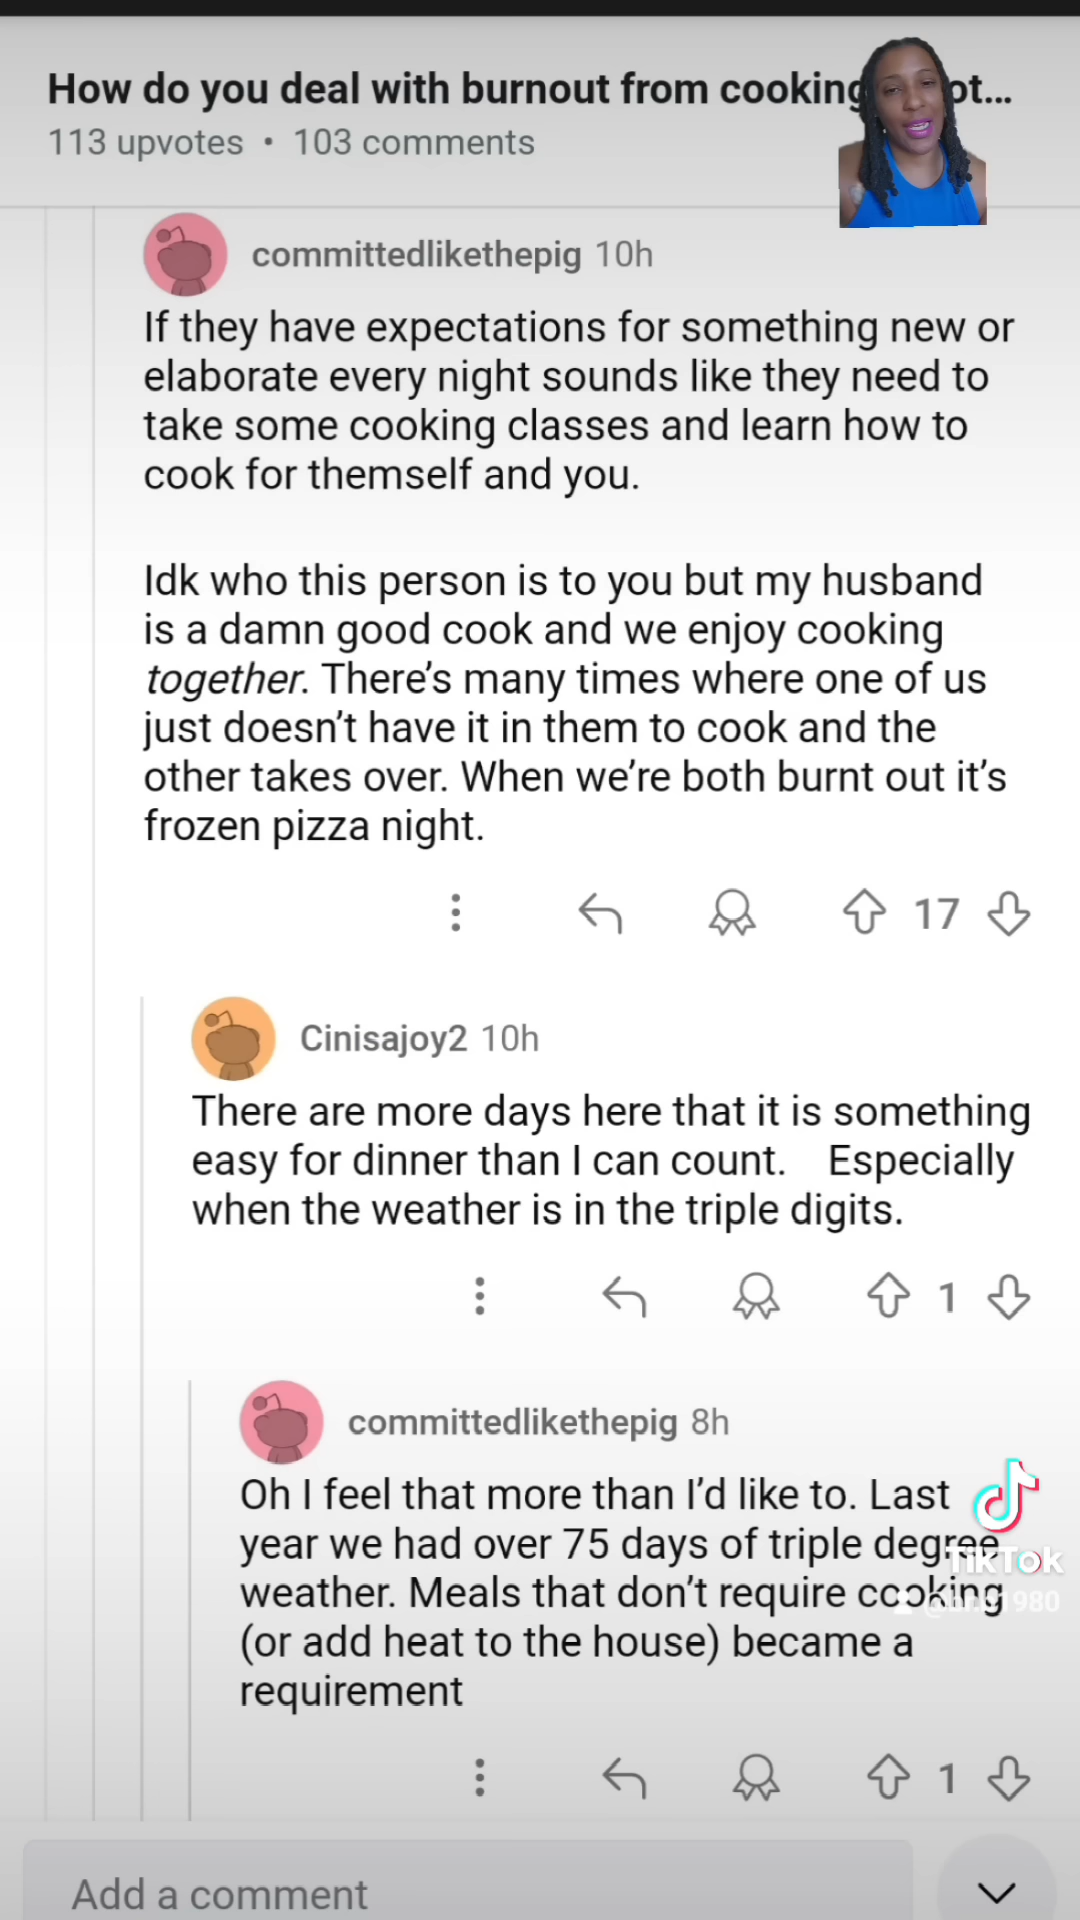 How do you deal with burnout from cooking
113 upvotes • 103 comments
committedlikethepig 10h
If they have expectations for something new or
elaborate every night sounds like they need to
take some cooking classes and learn how to
cook for themself and you.
Idk who this person is to you but my husband
is a damn good cook and we enjoy cooking
together. There's many times where one of us
just doesn't have it in them to cook and the
other takes over. When we're both burnt out it's
frozen pizza night.
17
Cinisajoy2 10h
There are more days here that it is something
easy for dinner than I can count. Especially
when the weather is in the triple digits.
1
committedlikethepig 8h
Oh I feel that more than I'd like to. Last
year we had over 75 days of triple degree
TikTok
weather. Meals that don't require cooking
(or add heat to the house) became a
requirement
1
Add a comment